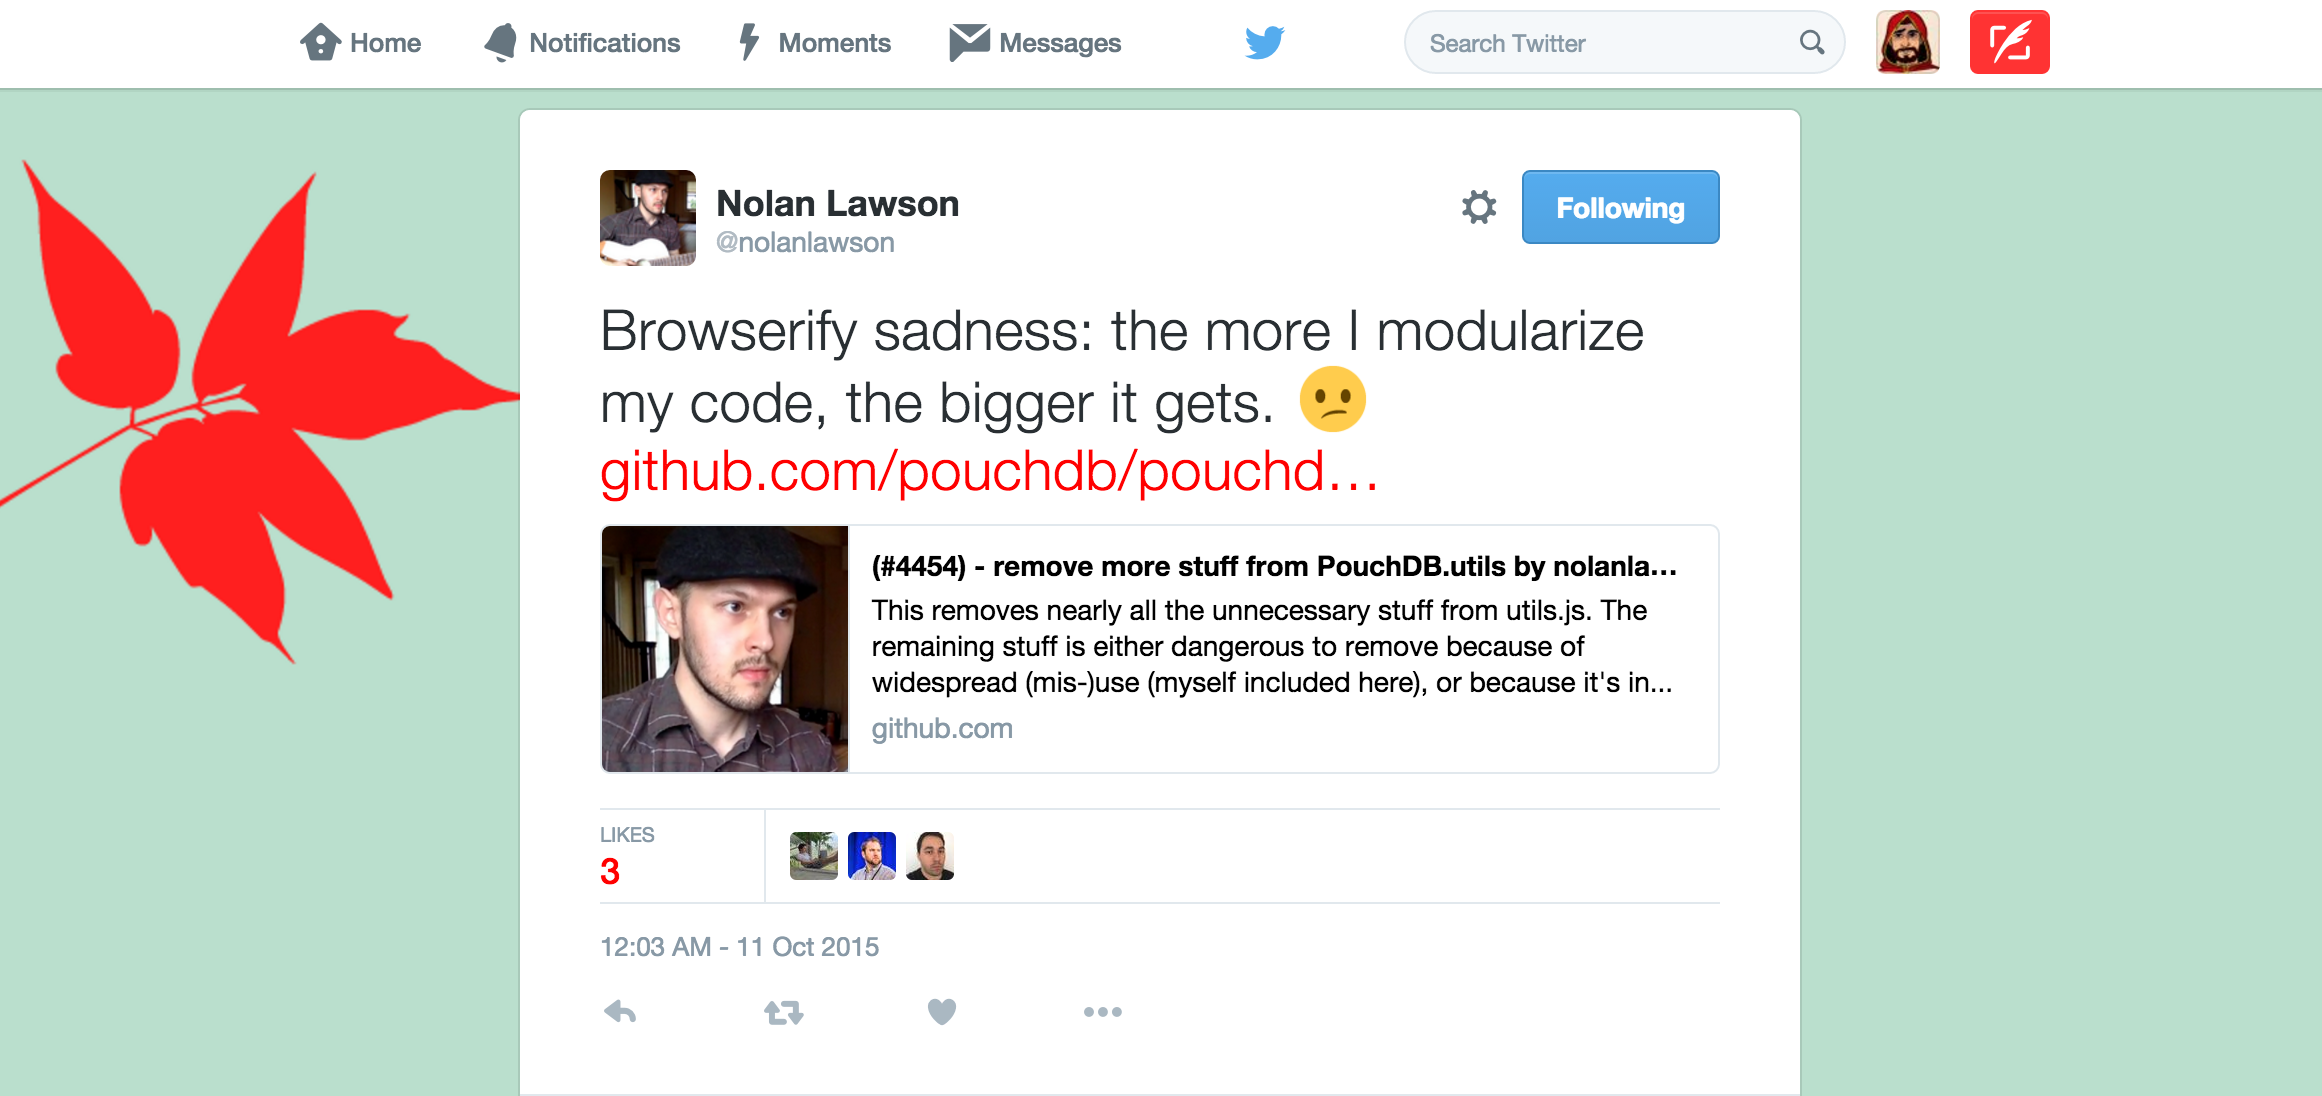 Home
Notifications
Moments
Messages
Search Twitter
Nolan Lawson
@nolanlawson
Following
Browserify sadness: the more I modularize
my code, the bigger it gets. 😕
github.com/pouchdb/pouchd…
(#4454) - remove more stuff from PouchDB.utils by nolanla…
This removes nearly all the unnecessary stuff from utils.js. The
remaining stuff is either dangerous to remove because of
widespread (mis-)use (myself included here), or because it's in...
github.com
LIKES
3
12:03 AM - 11 Oct 2015